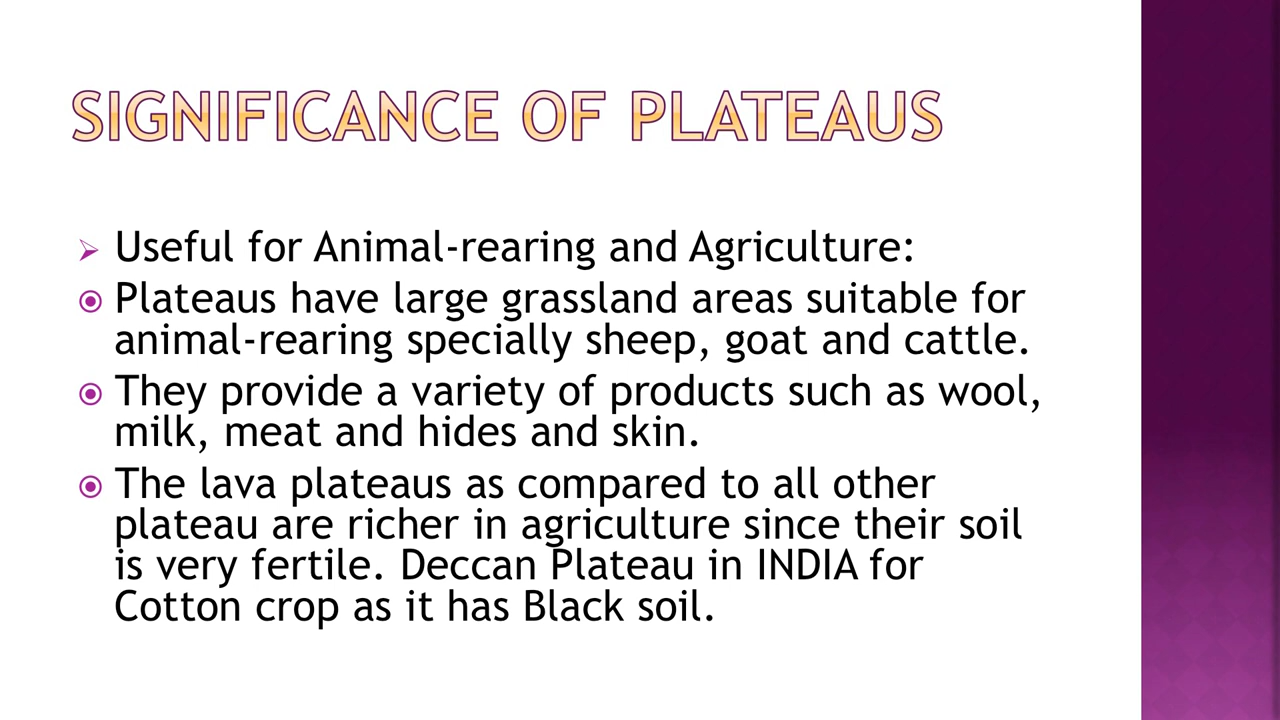 SIGNIFICANCE OF PLATEAUS
Useful for Animal-rearing and Agriculture:
Plateaus have large grassland areas suitable for
animal-rearing specially sheep, goat and cattle.
They provide a variety of products such as wool,
milk, meat and hides and skin.
The lava plateaus as compared to all other
plateau are richer in agriculture since their soil
is very fertile. Deccan Plateau in INDIA for
Cotton crop as it has Black soil.